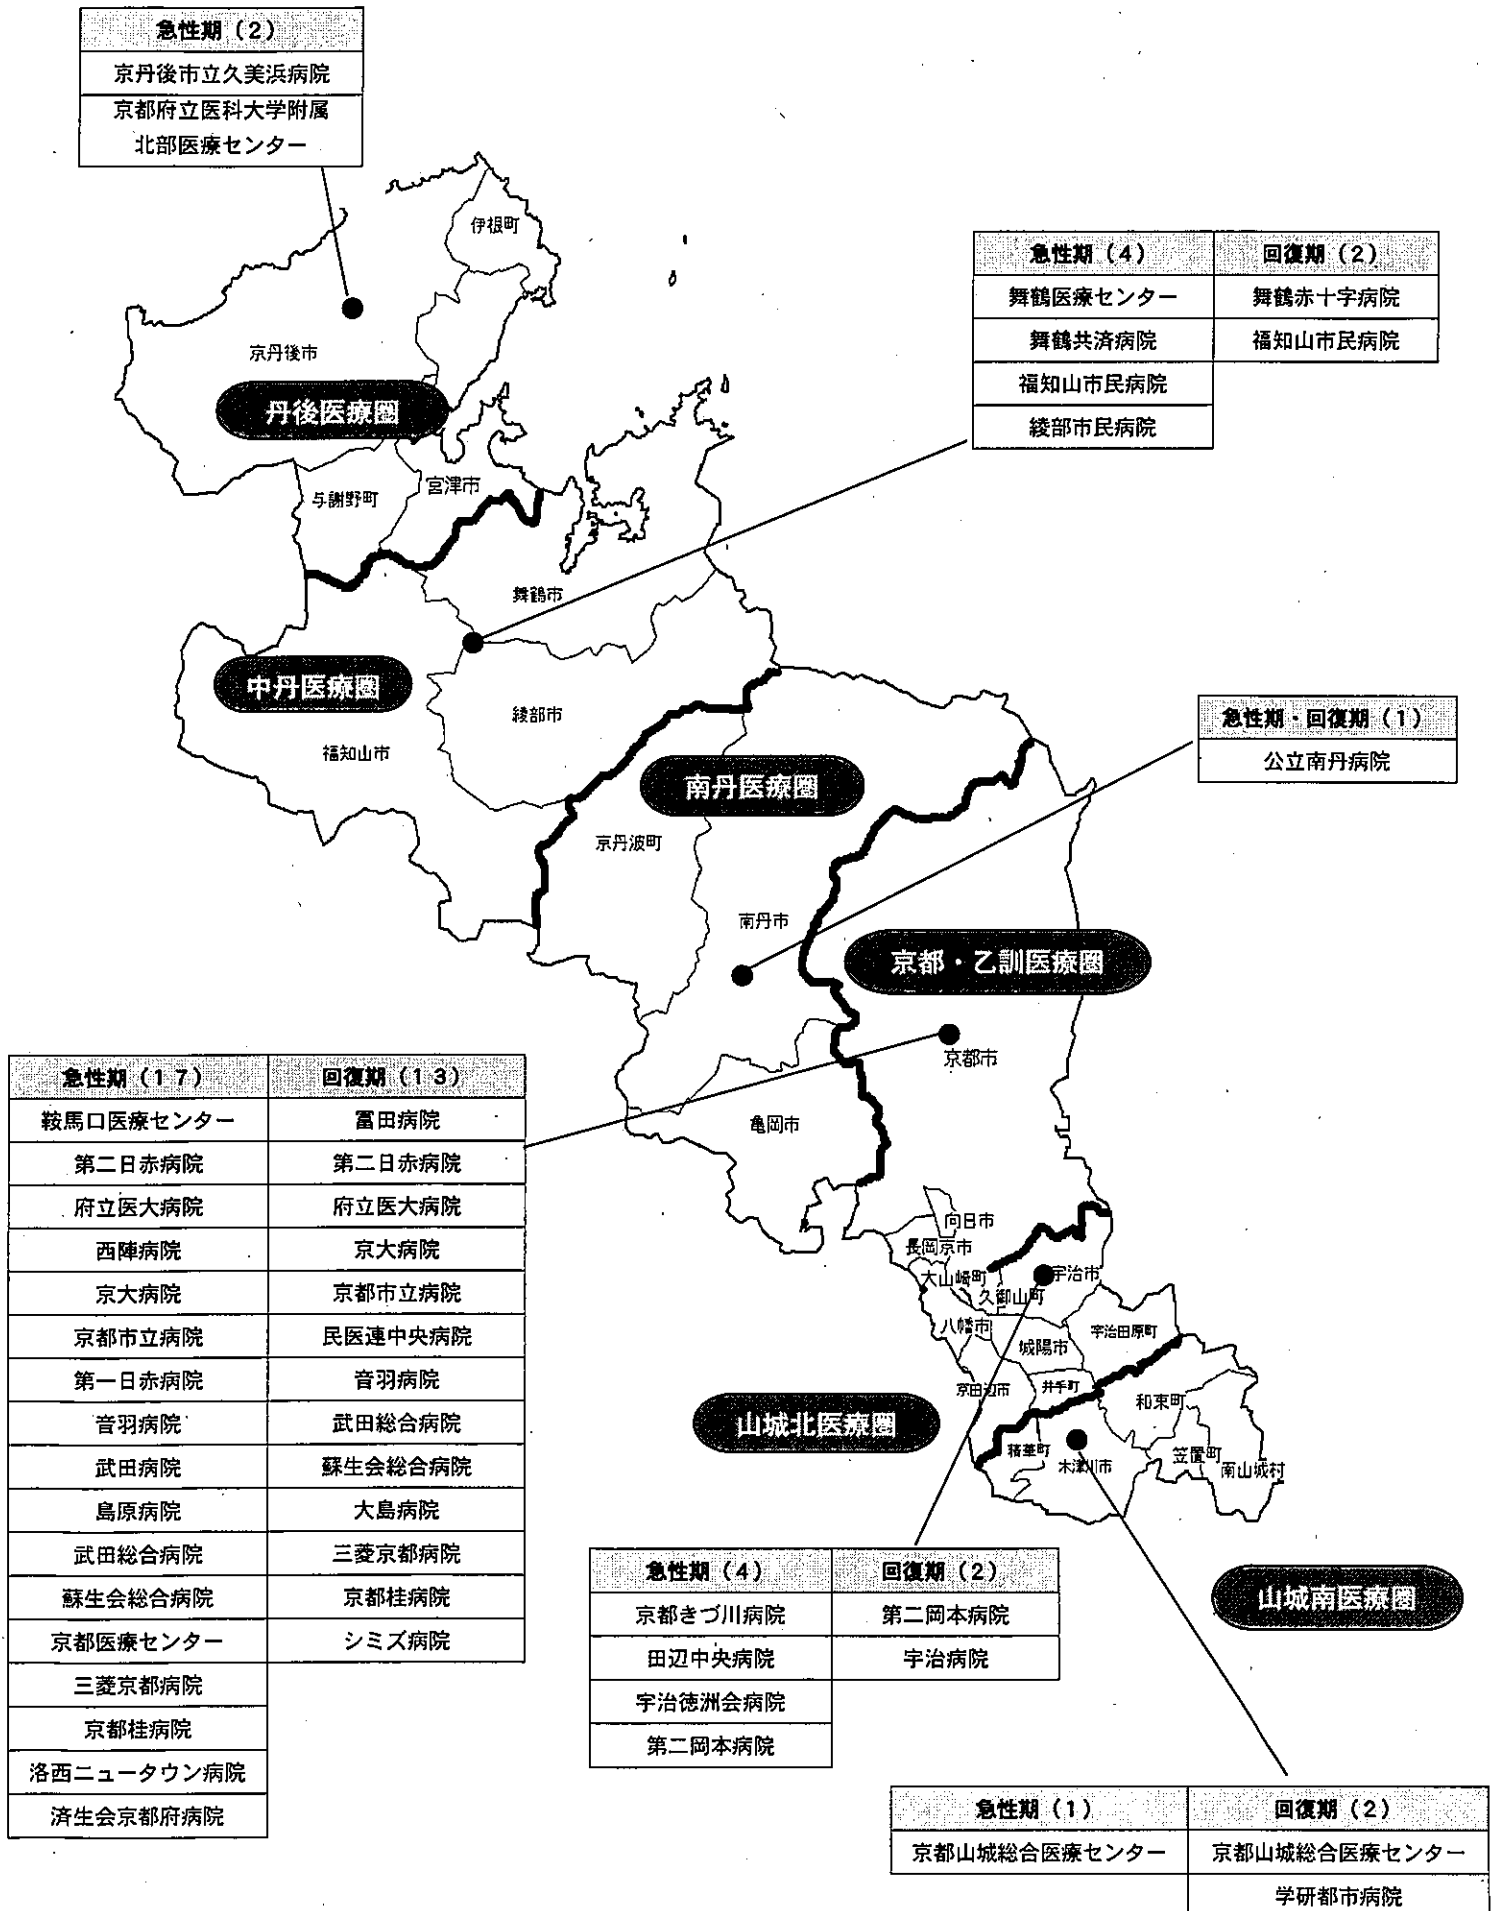 急性期（2）
京丹後市立久美浜病院
京都府立医科大学附属
北部医療センター
伊根町
急性期（4） 回復期（2）
舞鶴医療センター 舞鶴赤十字病院
舞鶴共済病院 福知山市民病院
福知山市民病院
綾部市民病院
京丹後市
丹後医療圏
与謝野町
宮津市
舞鶴市
中丹医療圏
綾部市
福知山市
急性期・回復期（1）
公立南丹病院
南丹医療圏
京丹波町
南丹市
京都・乙訓医療圏
京都市
亀岡市
急性期（17） 回復期（13）
鞍馬口医療センター 冨田病院
第二日赤病院 第二日赤病院
府立医大病院 府立医大病院
西陣病院 京大病院
京大病院 京都市立病院
京都市立病院 民医連中央病院
第一日赤病院 音羽病院
音羽病院 武田総合病院
武田病院 蘇生会総合病院
島原病院 大島病院
武田総合病院 三菱京都病院
蘇生会総合病院 京都桂病院
京都医療センター シミズ病院
三菱京都病院
京都桂病院
洛西ニュータウン病院
済生会京都府病院
向日市
長岡京市
大山崎町
宇治市
久御山町
八幡市
城陽市
宇治田原町
京田辺市
井手町
和束町
山城北医療圏
精華町
木津川市
笠置町
南山城村
急性期（4） 回復期（2）
京都きづ川病院 第二岡本病院
田辺中央病院 宇治病院
宇治徳洲会病院
第二岡本病院
山城南医療圏
急性期（1） 回復期（2）
京都山城総合医療センター 京都山城総合医療センター
学研都市病院